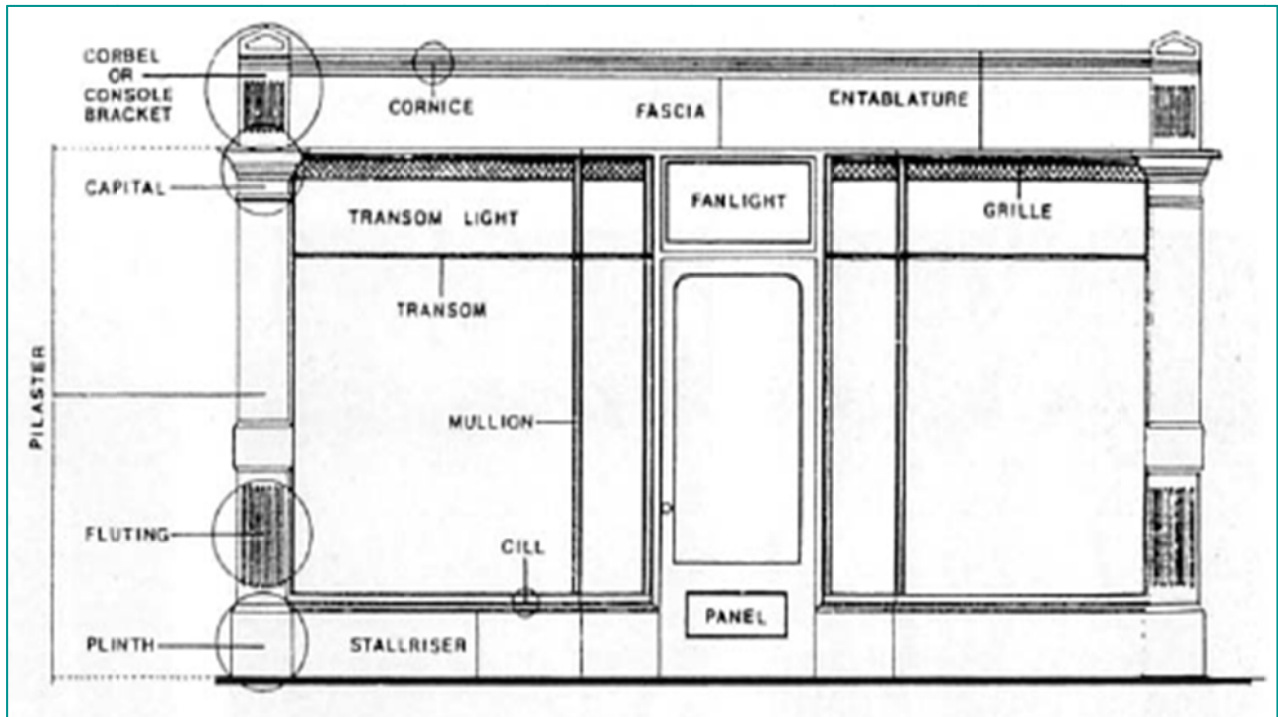 CORBEL
OR
CONSOLE
BRACKET
CORNICE
FASCIA
ENTABLATURE
CAPITAL
TRANSOM LIGHT
FANLIGHT
GRILLE
TRANSOM
PILASTER
MULLION
FLUTING
CILL
PANEL
PLINTH
STALLRISER